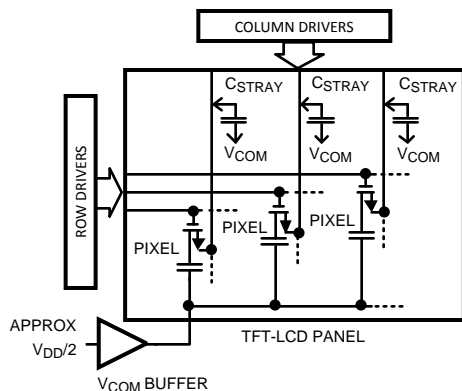 COLUMN DRIVERS
CSTRAY CSTRAY CSTRAY
VCOM VCOM VCOM
ROW DRIVERS
PIXEL PIXEL PIXEL
APPROX
VDD/2
TFT-LCD PANEL
VCOM BUFFER